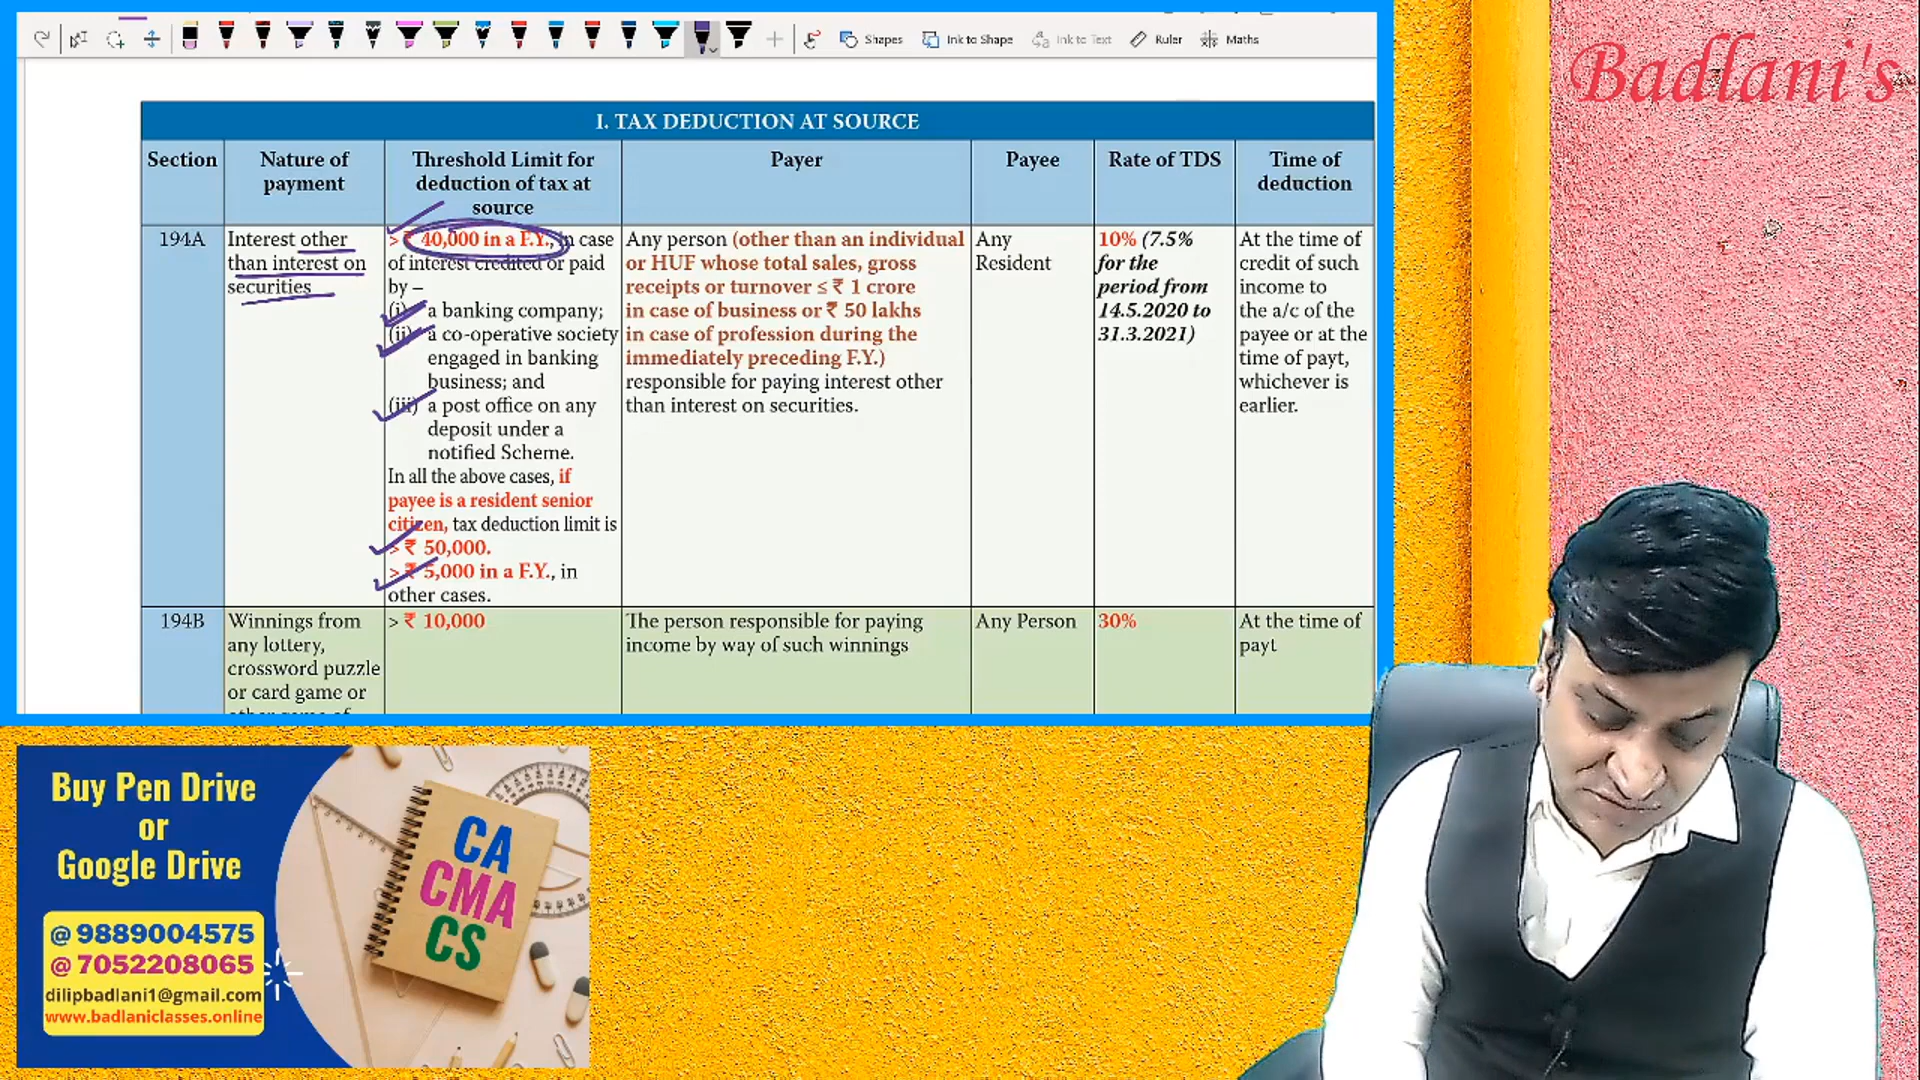 Shapes
Ink to Shape
Ink to Text
Ruler
Maths
Badlani's
I. TAX DEDUCTION AT SOURCE
Section
Nature of
payment
Threshold Limit for
deduction of tax at
source
Payer
Payee
Rate of TDS
Time of
deduction
194A
Interest other
than interest on
securities
> ₹ 40,000 in a F.Y., in case
of interest credited or paid
by –
(i) a banking company;
(ii) a co-operative society
engaged in banking
business; and
(iii) a post office on any
deposit under a
notified Scheme.
In all the above cases, if
payee is a resident senior
citizen, tax deduction limit is
> ₹ 50,000.
> ₹ 5,000 in a F.Y., in
other cases.
Any person (other than an individual
or HUF whose total sales, gross
receipts or turnover ≤ ₹ 1 crore
in case of business or ₹ 50 lakhs
in case of profession during the
immediately preceding F.Y.)
responsible for paying interest other
than interest on securities.
Any
Resident
10% (7.5%
for the
period from
14.5.2020 to
31.3.2021)
At the time of
credit of such
income to
the a/c of the
payee or at the
time of payt,
whichever is
earlier.
194B
Winnings from
any lottery,
crossword puzzle
or card game or
> ₹ 10,000
The person responsible for paying
income by way of such winnings
Any Person
30%
At the time of
payt
Buy Pen Drive
or
Google Drive
@ 9889004575
@ 7052208065
dilipbadlani1@gmail.com
www.badlaniclasses.online
CA
CMA
CS